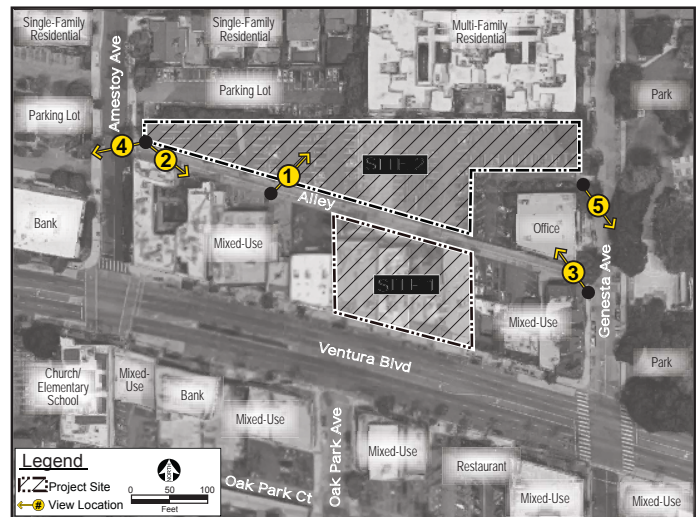 Single-Family
Residential
Single-Family
Residential
Multi-Family
Residential
Amestoy Ave
Parking Lot
Parking Lot
Park
4
2
1
SITE 2
5
Alley
Bank
Mixed-Use
Office
3
Genesta Ave
SITE 1
Mixed-Use
Ventura Blvd
Park
Church/
Elementary
School
Mixed-
Use
Bank
Mixed-Use
Oak Park Ave
Mixed-Use
Restaurant
Mixed-Use
Mixed-Use
Oak Park Ct
Legend
NORTH
Project Site
0 50 100
Feet
# View Location